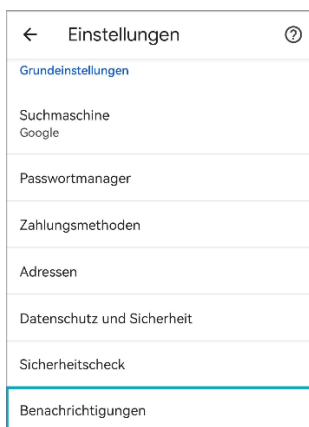 Einstellungen
Grundeinstellungen
Suchmaschine
Google
Passwortmanager
Zahlungsmethoden
Adressen
Datenschutz und Sicherheit
Sicherheitscheck
Benachrichtigungen